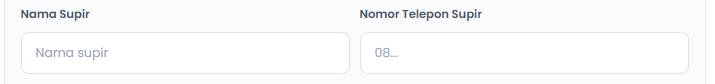 Nama Supir
Nomor Telepon Supir
Nama supir
08...